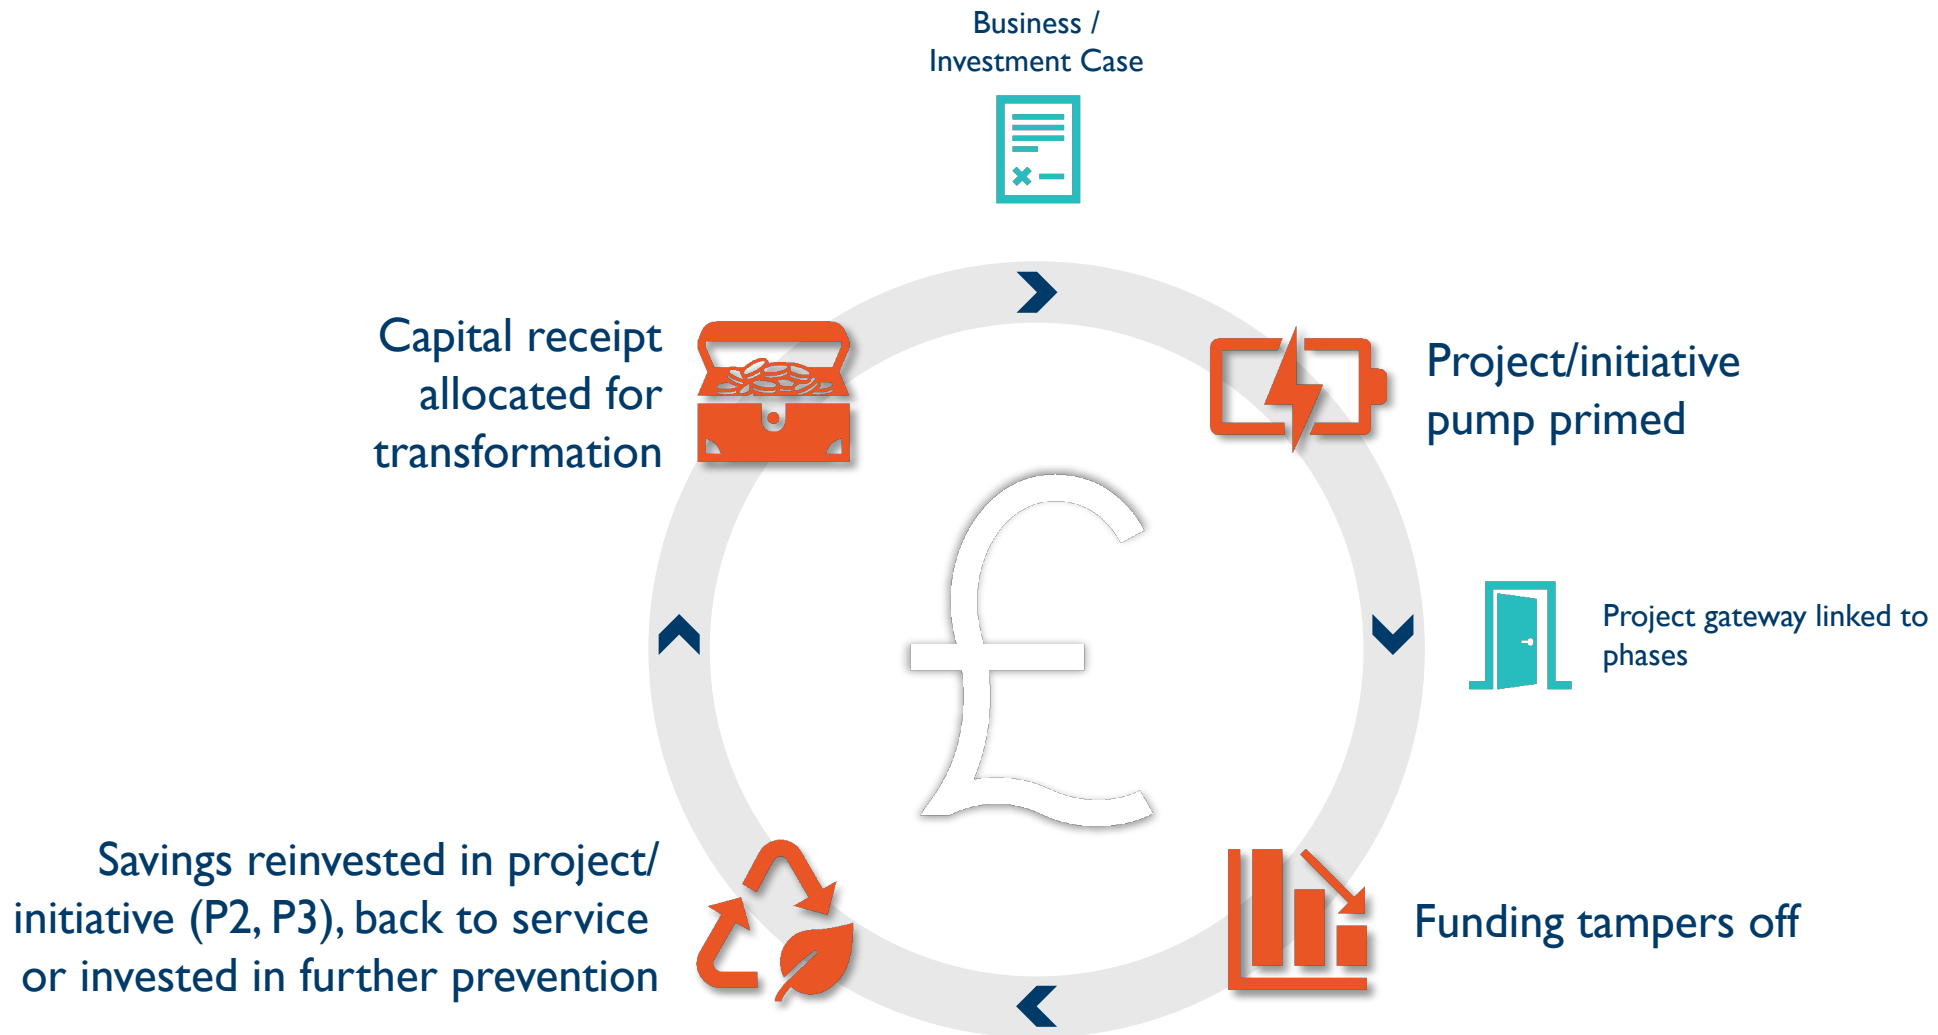 Business /
Investment Case
Capital receipt
allocated for
transformation
Project/initiative
pump primed
£
Project gateway linked to
phases
Savings reinvested in project/
initiative (P2, P3), back to service
or invested in further prevention
Funding tampers off